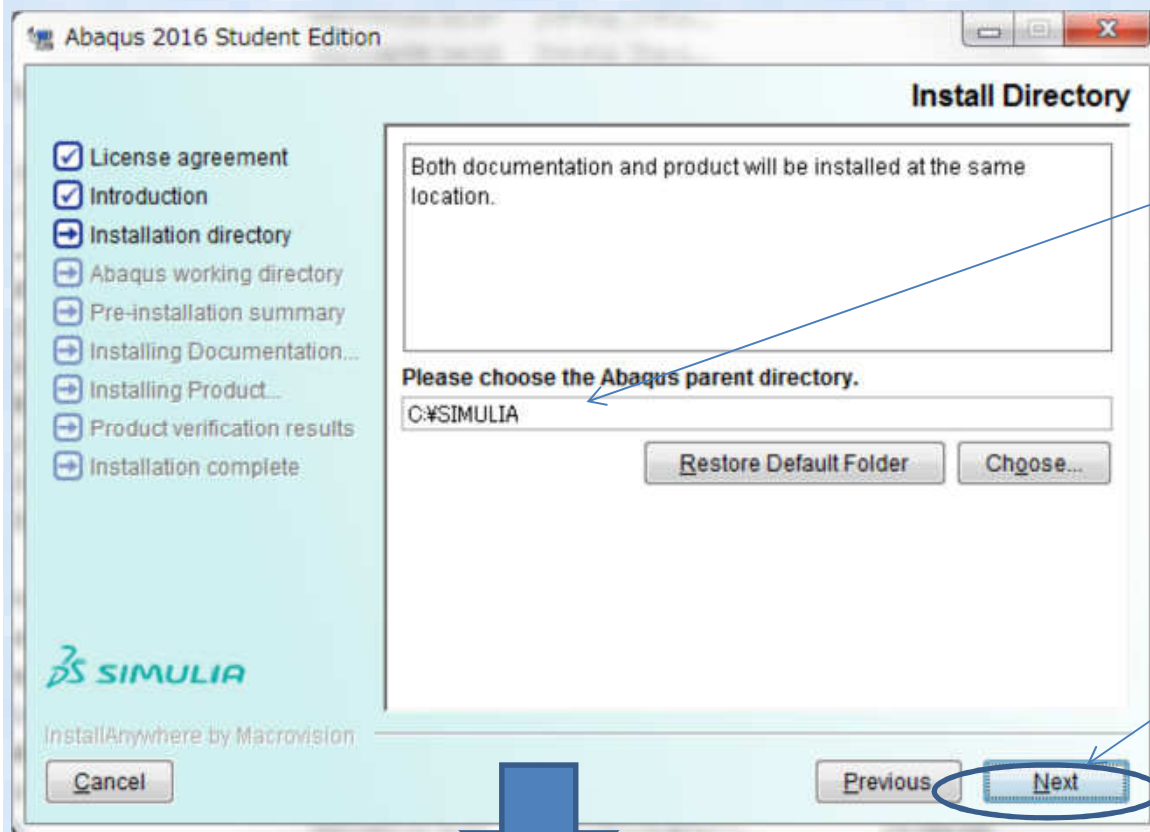 Abaqus 2016 Student Edition
Install Directory
License agreement
Introduction
Installation directory
Abaqus working directory
Pre-installation summary
Installing Documentation...
Installing Product...
Product verification results
Installation complete
Both documentation and product will be installed at the same
location.
Please choose the Abaqus parent directory.
C:¥SIMULIA
Restore Default Folder
Choose...
3DS SIMULIA
InstallAnywhere by Macrovision
Cancel
Previous
Next